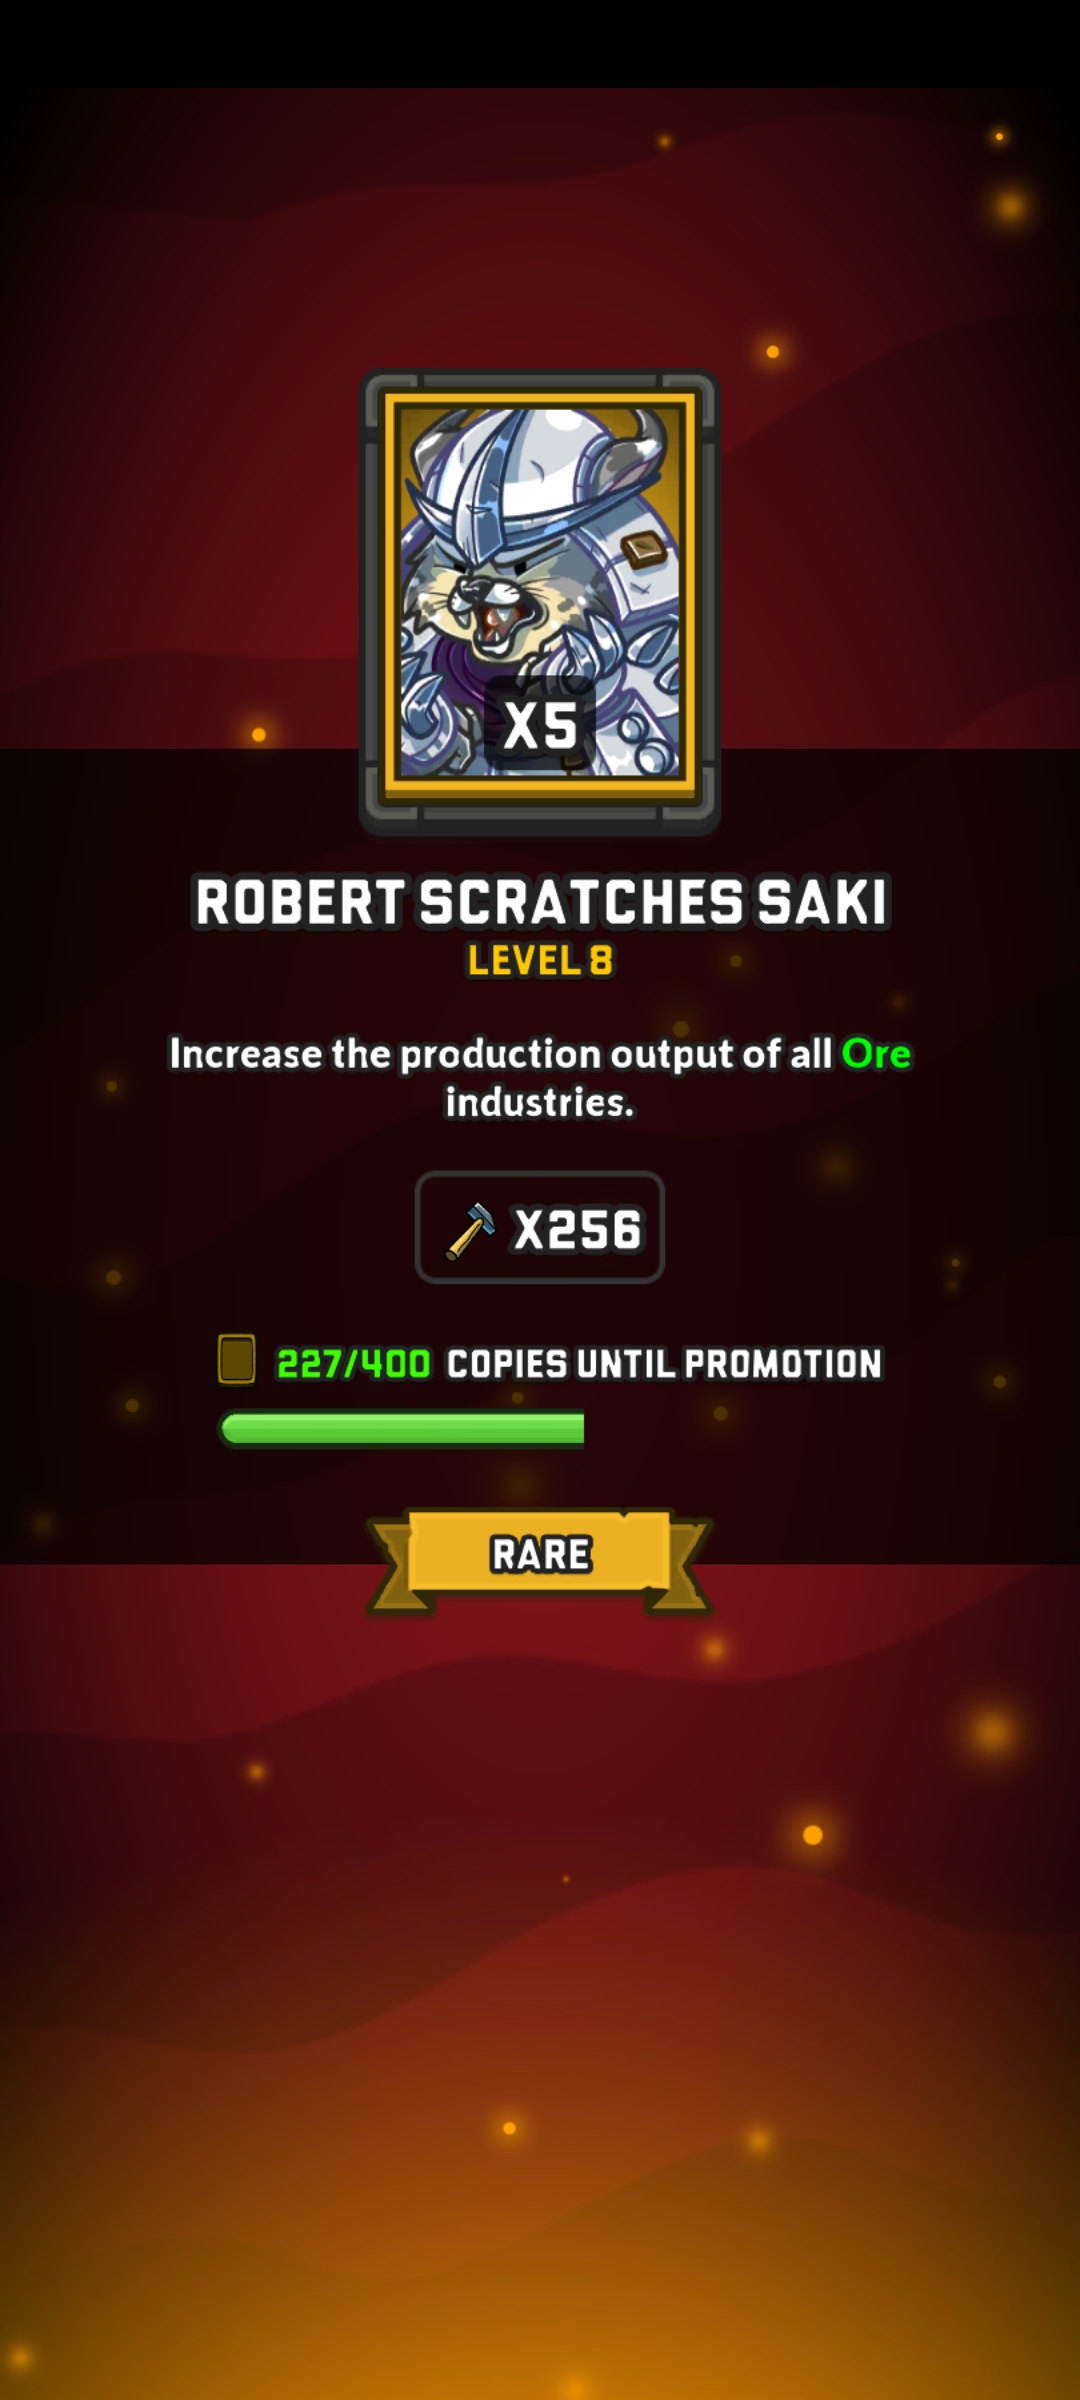 X5
ROBERT SCRATCHES SAKI
LEVEL 8
Increase the production output of all Ore
industries.
X256
227/400 COPIES UNTIL PROMOTION
RARE